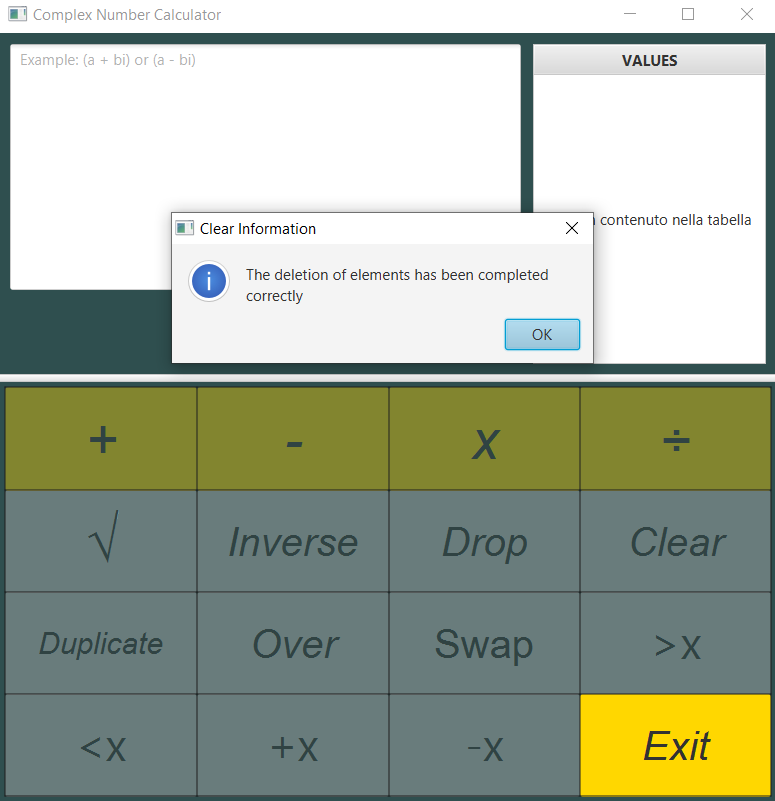 Complex Number Calculator
Example: (a + bi) or (a - bi)
VALUES
contenuto nella tabella
Clear Information
The deletion of elements has been completed
correctly
OK
+ - x ÷
√ Inverse Drop Clear
Duplicate Over Swap >x
<x +x -x Exit